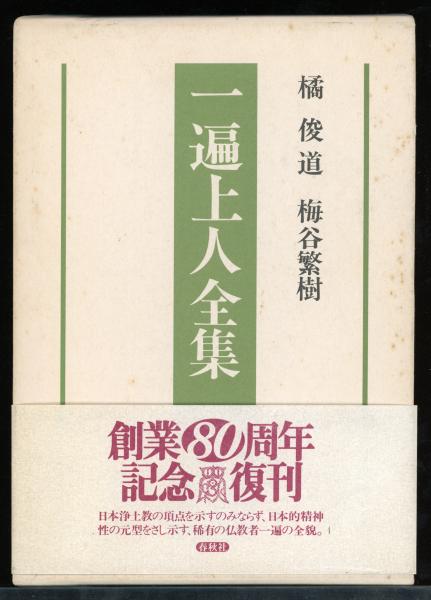 橘俊道 梅谷繁樹
一遍上人全集
創業80周年
記念復刊
日本浄土教の頂点を示すのみならず、日本的精神
性の元型をさし示す、稀有の仏教者一遍の全貌。
春秋社